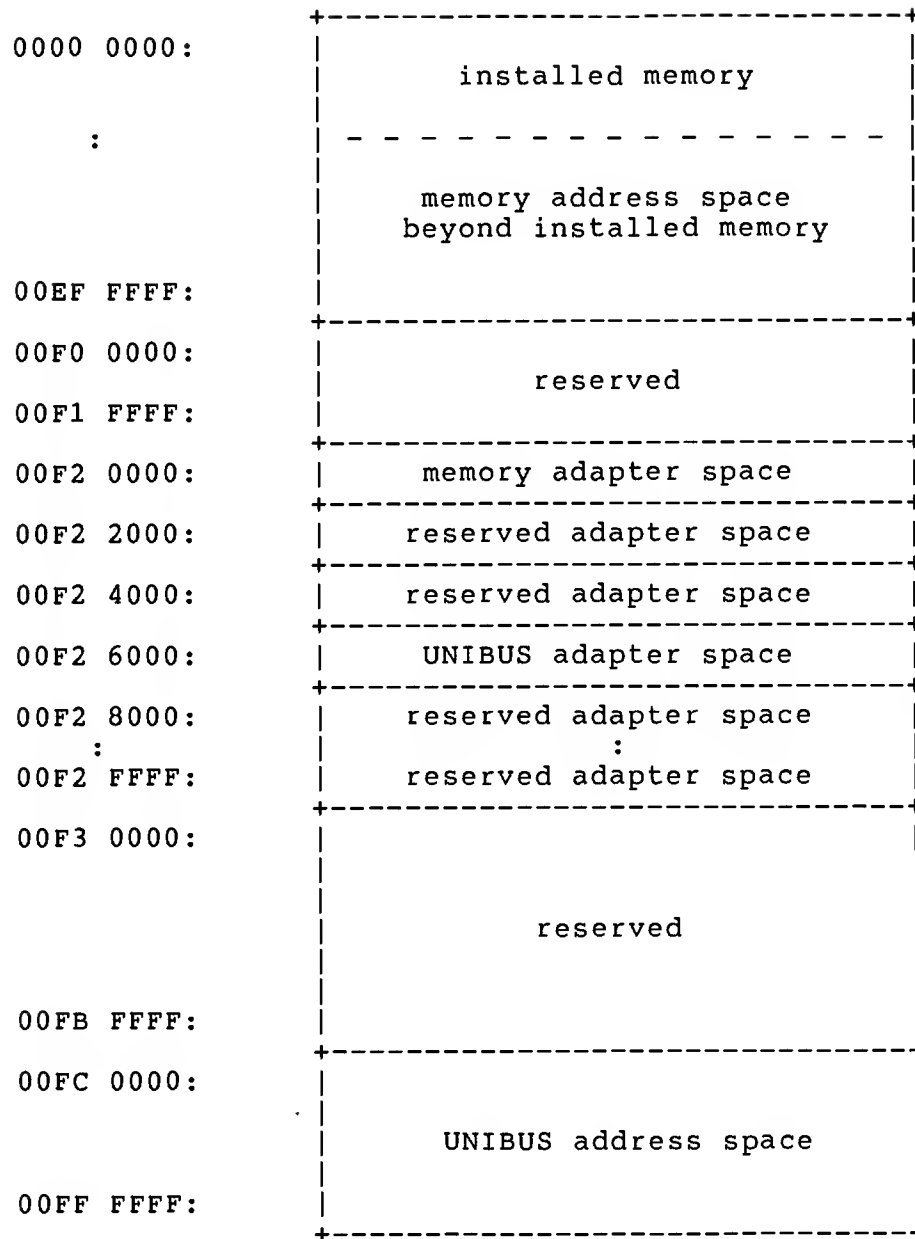 0000 0000:
installed memory
:
memory address space
beyond installed memory
00EF FFFF:
00F0 0000:
reserved
00F1 FFFF:
00F2 0000: memory adapter space
00F2 2000: reserved adapter space
00F2 4000: reserved adapter space
00F2 6000: UNIBUS adapter space
00F2 8000: reserved adapter space
: :
00F2 FFFF: reserved adapter space
00F3 0000:
reserved
00FB FFFF:
00FC 0000:
UNIBUS address space
00FF FFFF: